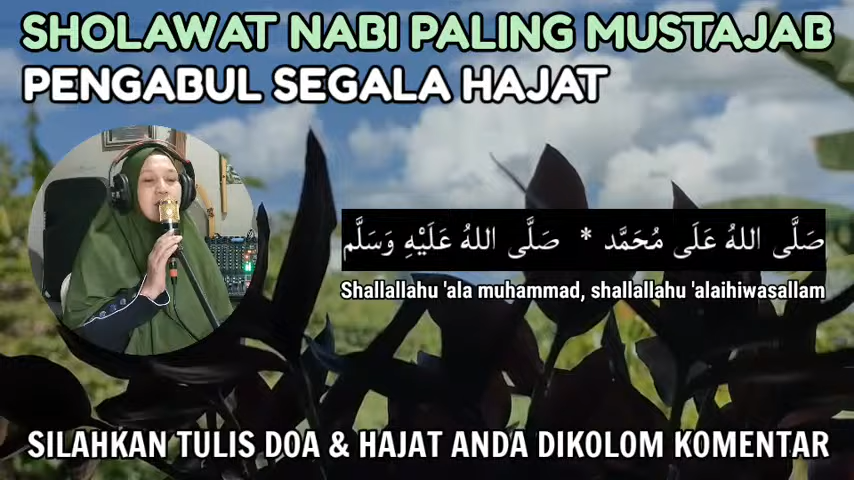 SHOLAWAT NABI PALING MUSTAJAB
PENGABUL SEGALA HAJAT
صَلَّى اللهُ عَلَى مُحَمَّد * صَلَّى اللهُ عَلَيْهِ وَسَلَّم
Shallallahu 'ala muhammad, shallallahu 'alaihiwasallam
SILAHKAN TULIS DOA & HAJAT ANDA DIKOLOM KOMENTAR